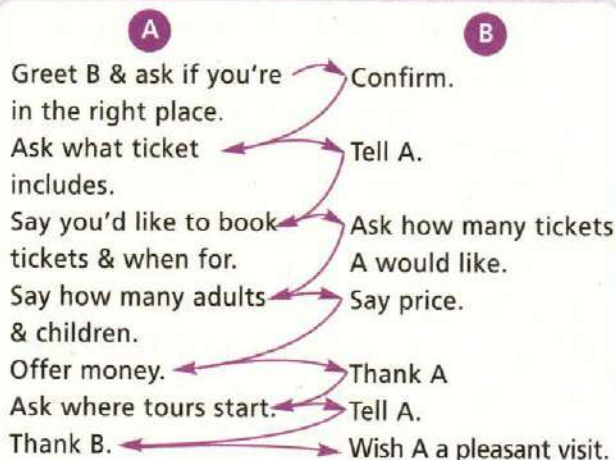 A
B
Greet B & ask if you're
in the right place.
Confirm.
Ask what ticket
includes.
Tell A.
Say you'd like to book
tickets & when for.
Ask how many tickets
A would like.
Say how many adults
& children.
Say price.
Offer money.
Thank A
Ask where tours start.
Tell A.
Thank B.
Wish A a pleasant visit.